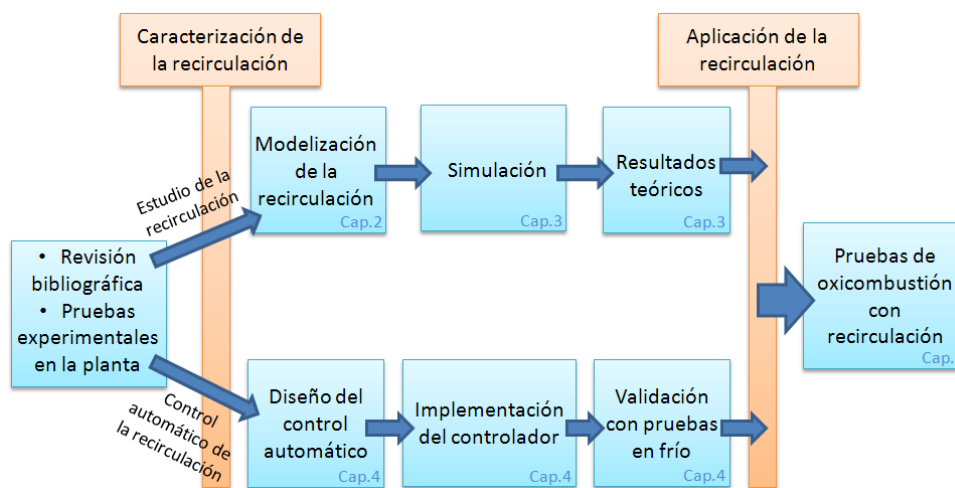 Caracterización de
la recirculación
Aplicación de la
recirculación
Estudio de la
recirculación
Modelización
de la
recirculación
Cap.2
Simulación
Cap.3
Resultados
teóricos
Cap.3
• Revisión
bibliográfica
• Pruebas
experimentales
en la planta
Pruebas de
oxicombustión
con
recirculación
Cap.
Control
automático de
la recirculación
Diseño del
control
automático
Cap.4
Implementación
del controlador
Cap.4
Validación
con pruebas
en frío
Cap.4